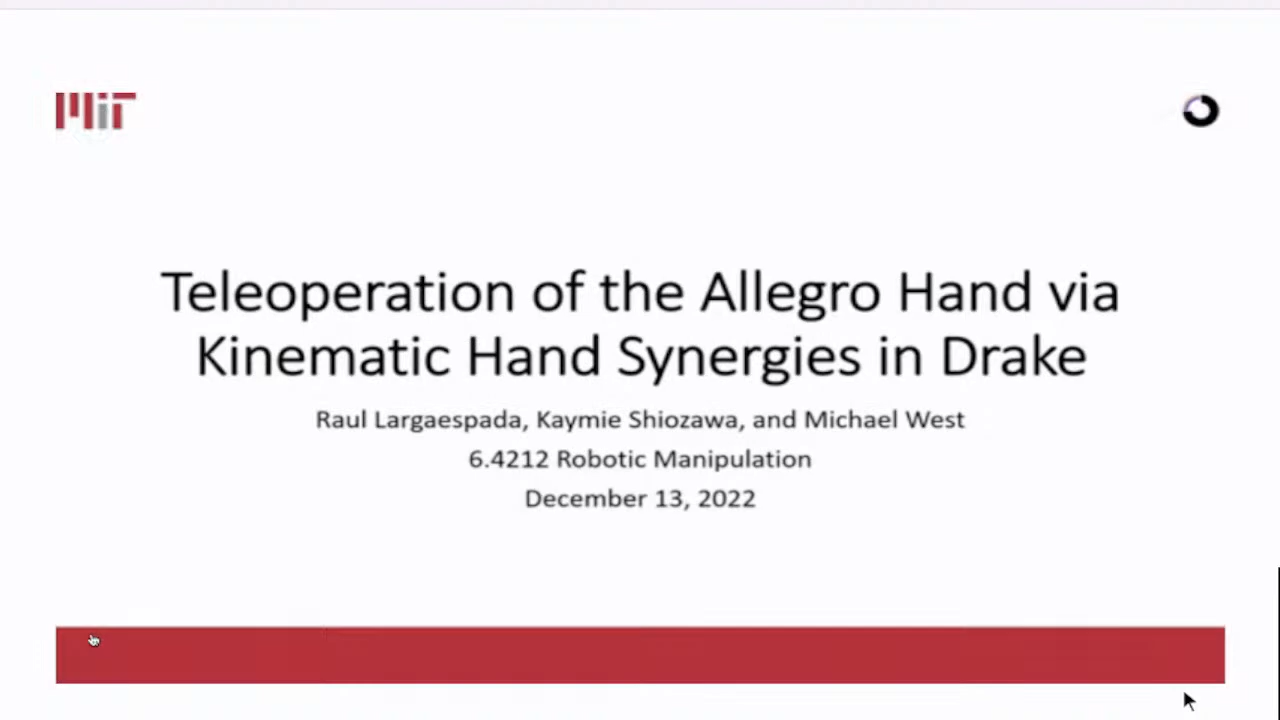 MIT
Teleoperation of the Allegro Hand via
Kinematic Hand Synergies in Drake
Raul Largaespada, Kaymie Shiozawa, and Michael West
6.4212 Robotic Manipulation
December 13, 2022